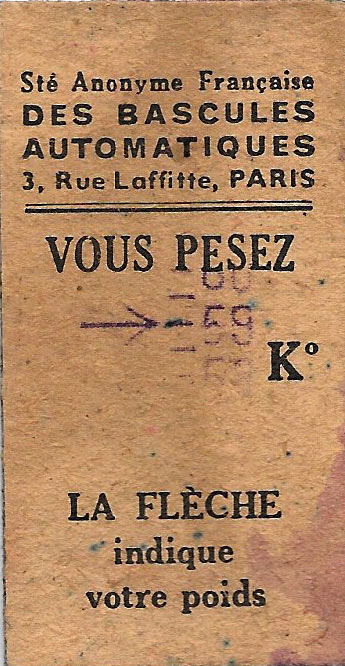 Sté Anonyme Française
DES BASCULES
AUTOMATIQUES
3, Rue Laffitte, PARIS
VOUS PESEZ
59
K°
LA FLÈCHE
indique
votre poids